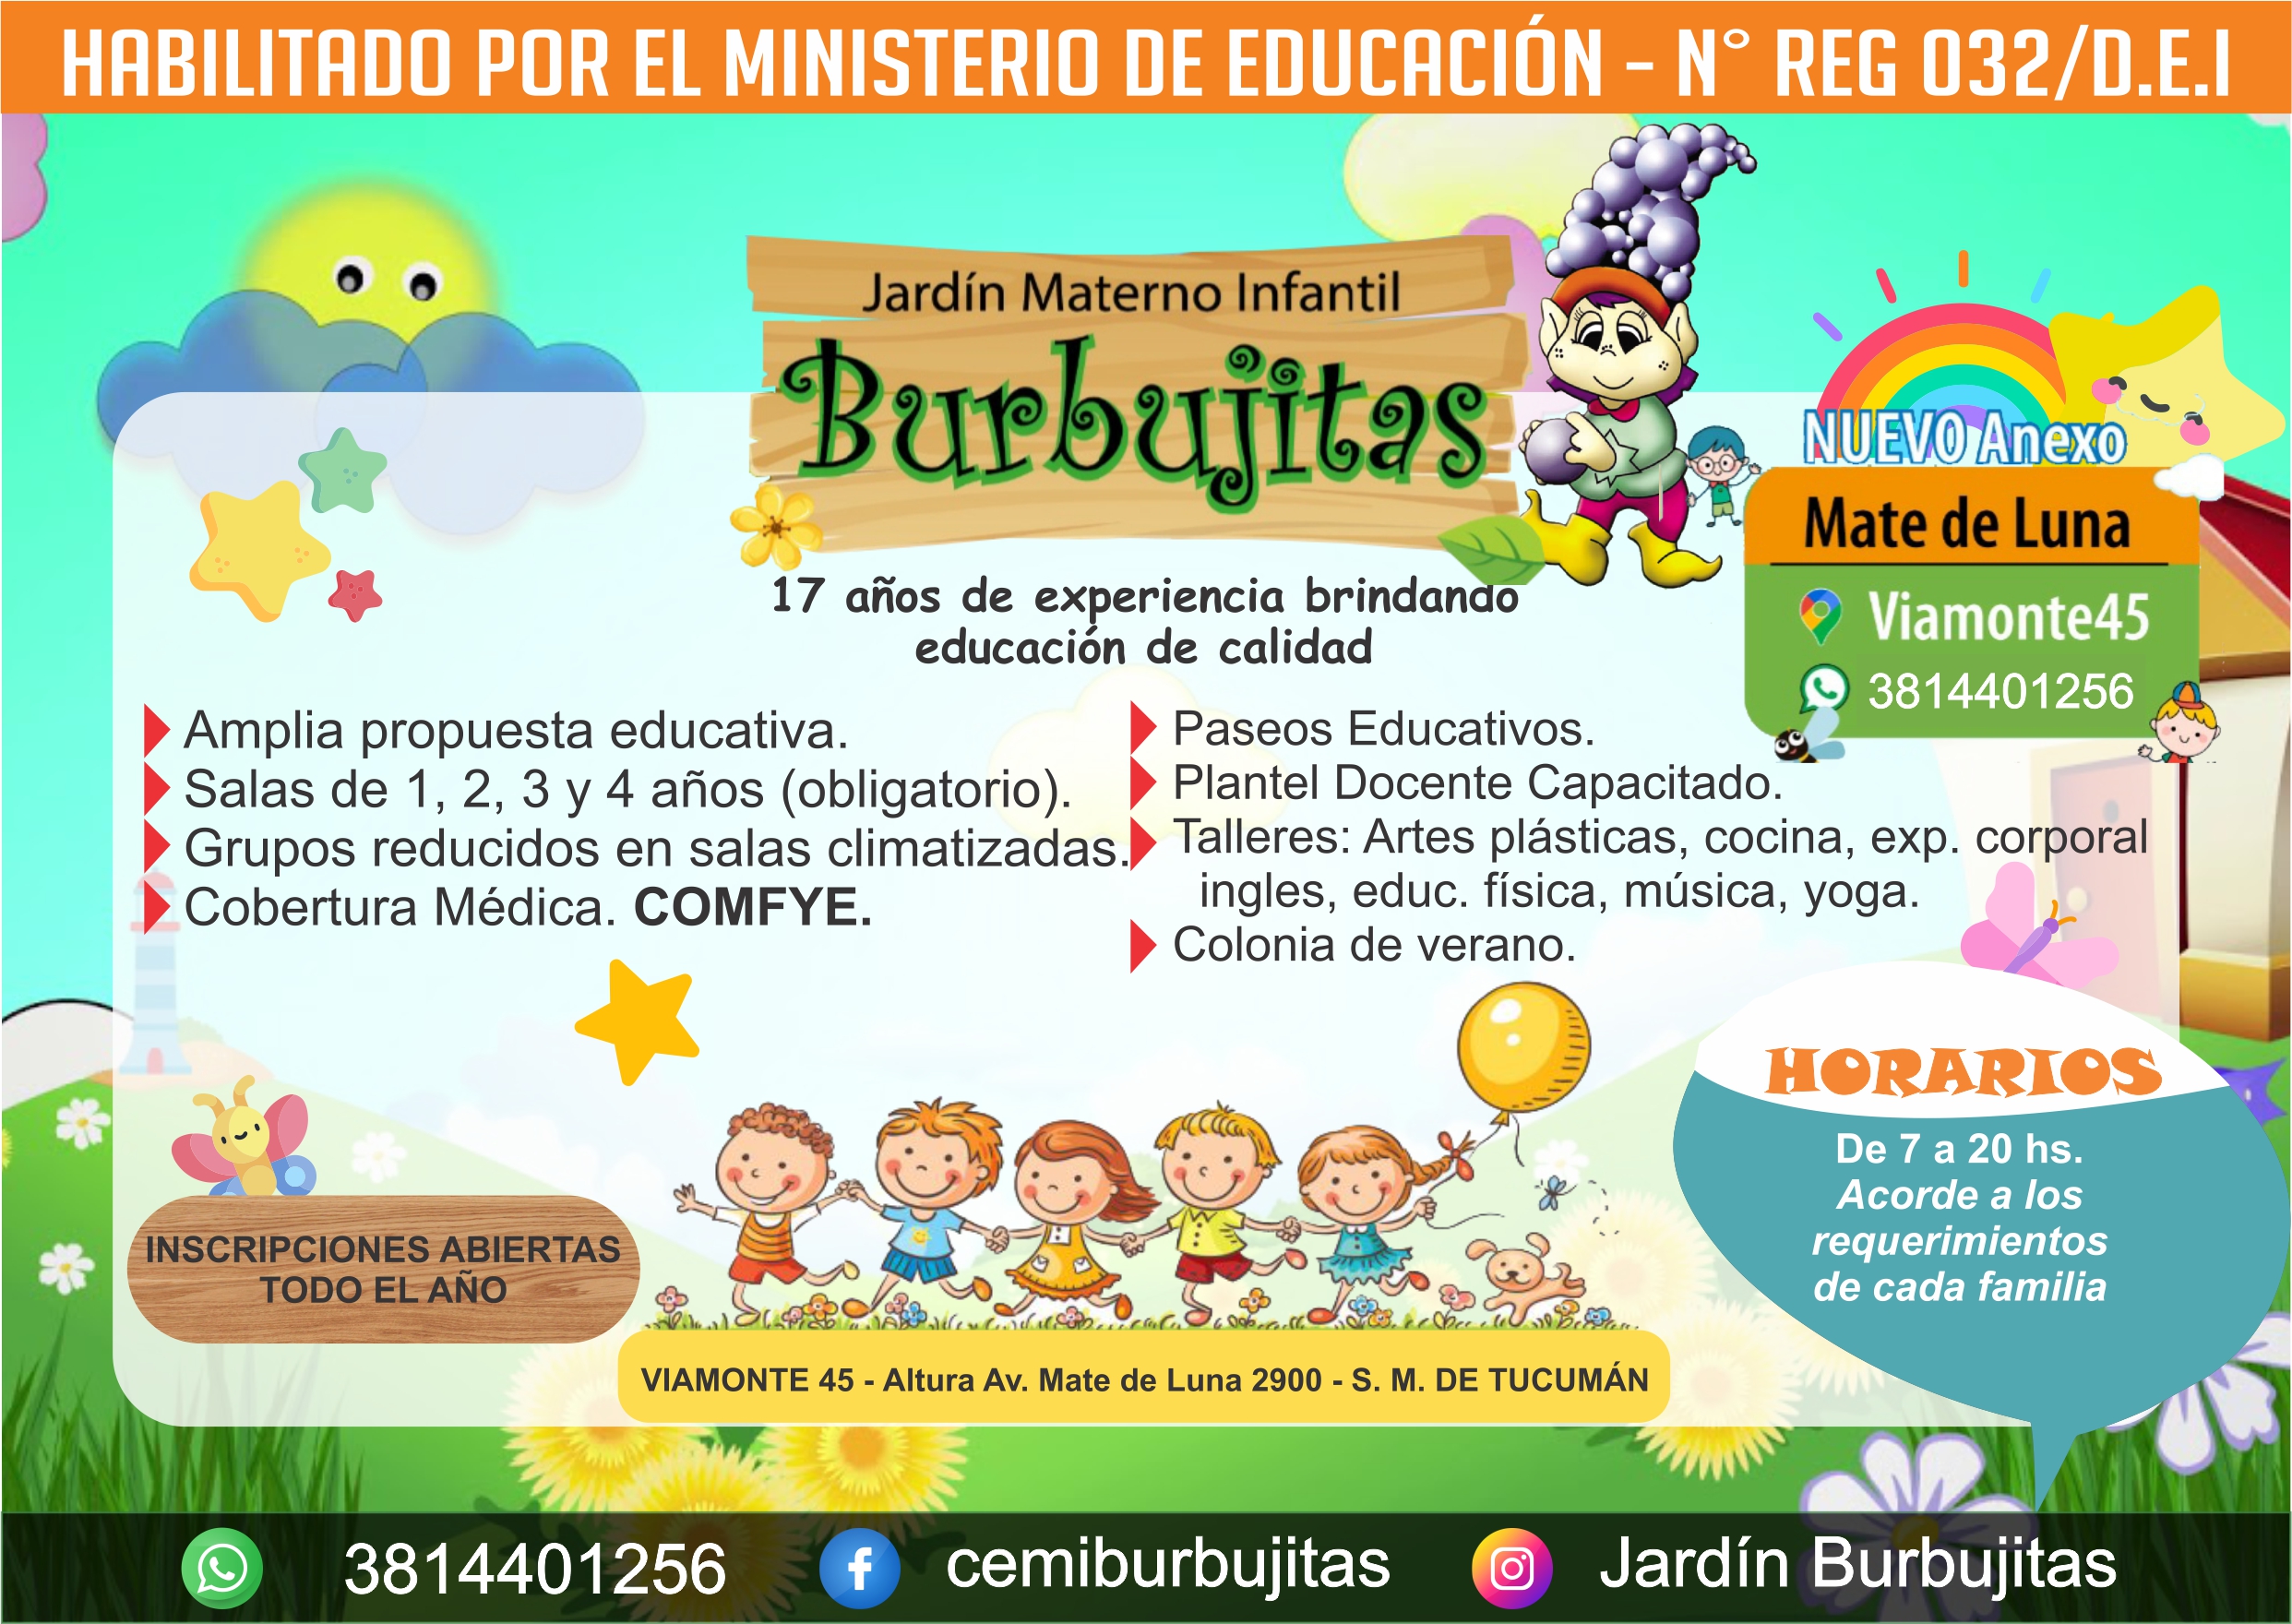 HABILITADO POR EL MINISTERIO DE EDUCACIÓN - N° REG 032/D.E.I
Jardín Materno Infantil
Burbujitas
NUEVO Anexo
Mate de Luna
Viamonte45
3814401256
17 años de experiencia brindando
educación de calidad
Amplia propuesta educativa.
Salas de 1, 2, 3 y 4 años (obligatorio).
Grupos reducidos en salas climatizadas.
Cobertura Médica. COMFYE.
Paseos Educativos.
Plantel Docente Capacitado.
Talleres: Artes plásticas, cocina, exp. corporal
ingles, educ. física, música, yoga.
Colonia de verano.
HORARIOS
De 7 a 20 hs.
Acorde a los
requerimientos
de cada familia
INSCRIPCIONES ABIERTAS
TODO EL AÑO
VIAMONTE 45 - Altura Av. Mate de Luna 2900 - S. M. DE TUCUMÁN
3814401256
cemiburbujitas
Jardín Burbujitas